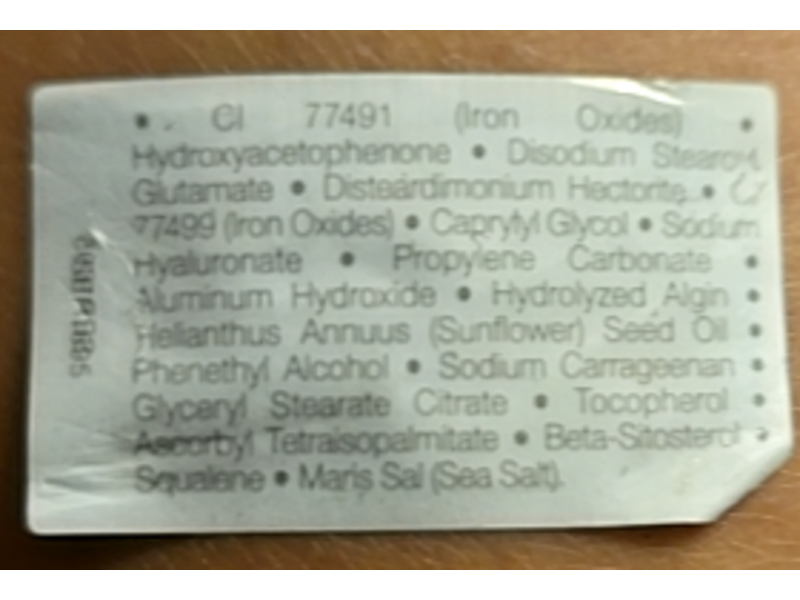 • . CI 77491 (Iron Oxides) •
Hydroxyacetophenone • Disodium Stearoyl
Glutamate • Disteardimonium Hectorite •
77499 (Iron Oxides) • Caprylyl Glycol • Sodium
Hyaluronate • Propylene Carbonate •
Aluminum Hydroxide • Hydrolyzed Algin •
Helianthus Annuus (Sunflower) Seed Oil •
Phenethyl Alcohol • Sodium Carrageenan •
Glyceryl Stearate Citrate • Tocopherol •
Ascorbyl Tetraisopalmitate • Beta-Sitosterol •
Squalene • Maris Sal (Sea Salt).